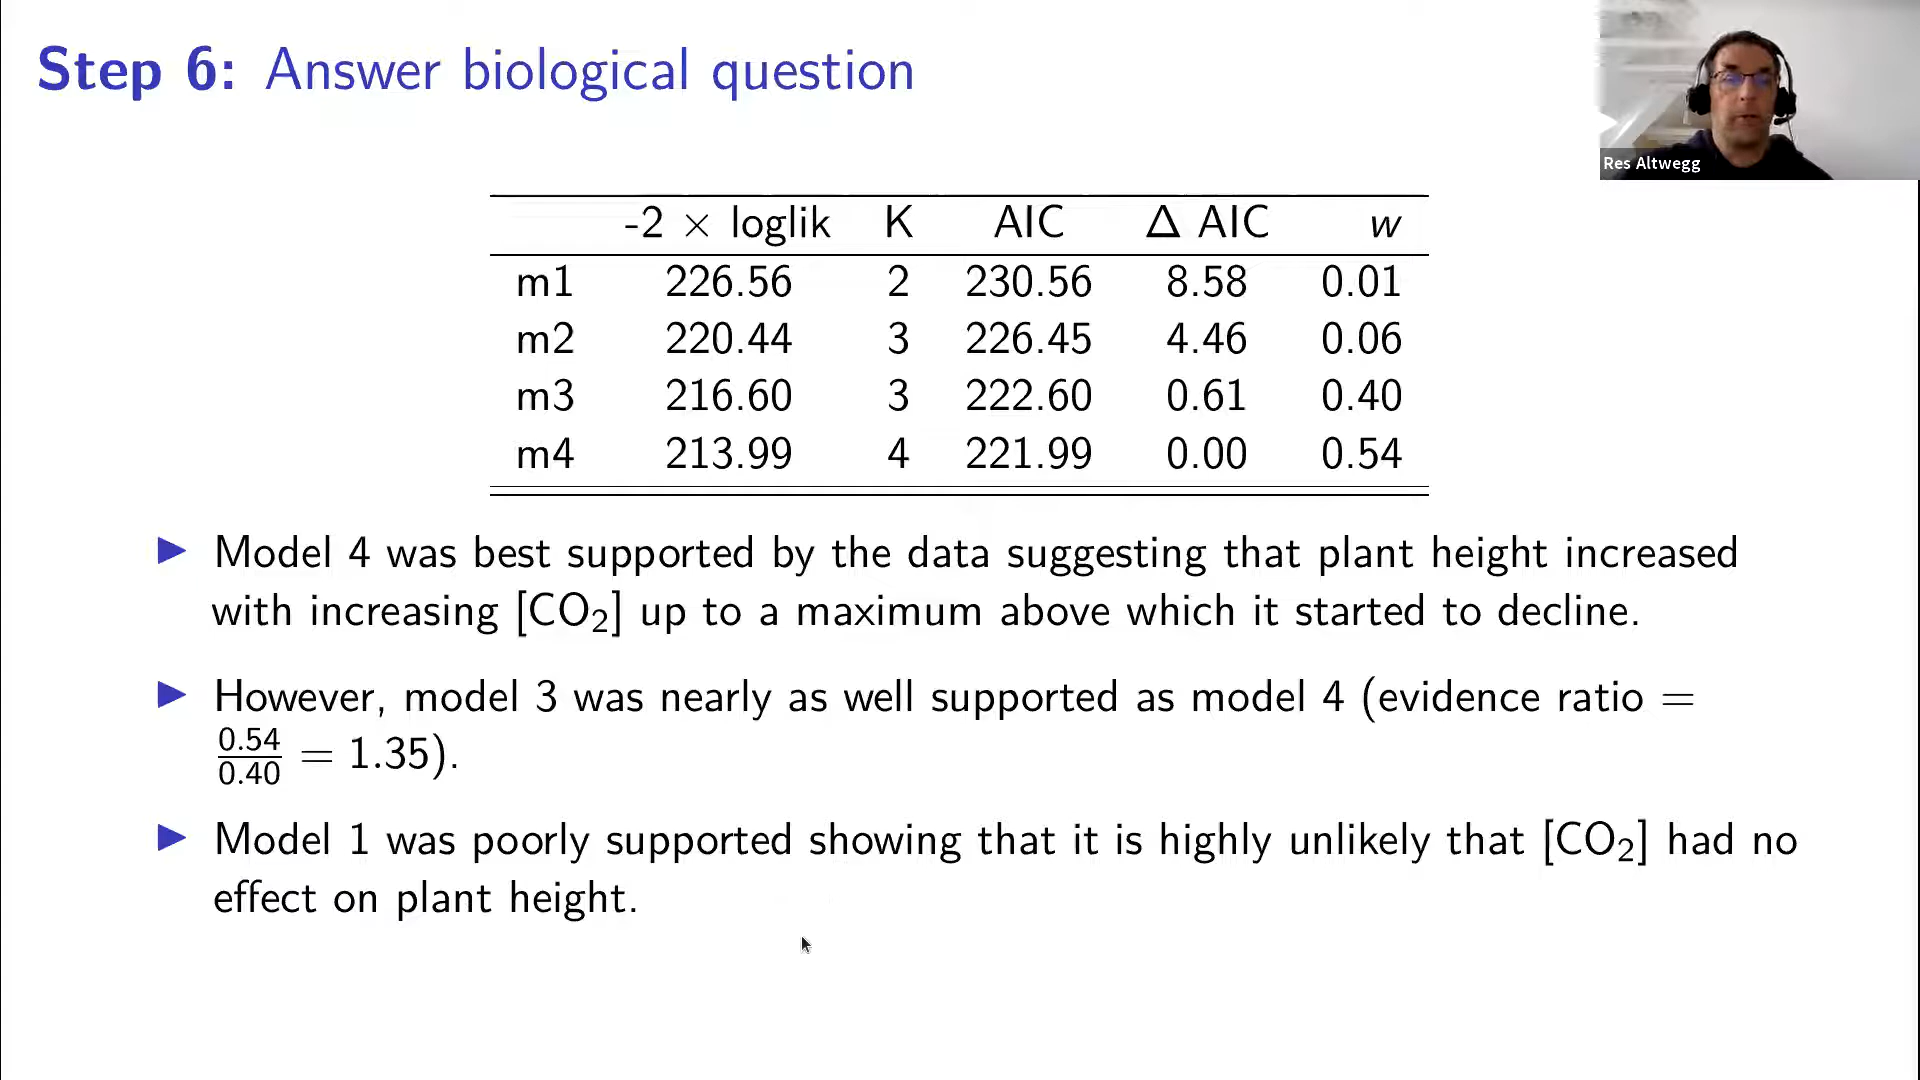 Step 6: Answer biological question
Res Altwegg
-2 × loglik K AIC Δ AIC w
m1 226.56 2 230.56 8.58 0.01
m2 220.44 3 226.45 4.46 0.06
m3 216.60 3 222.60 0.61 0.40
m4 213.99 4 221.99 0.00 0.54
Model 4 was best supported by the data suggesting that plant height increased
with increasing [CO₂] up to a maximum above which it started to decline.
However, model 3 was nearly as well supported as model 4 (evidence ratio =
0.54/0.40 = 1.35).
Model 1 was poorly supported showing that it is highly unlikely that [CO₂] had no
effect on plant height.